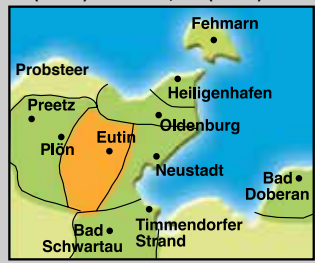 Fehmarn
Probsteer
Heiligenhafen
Preetz
Oldenburg
Eutin
Plön
Neustadt
Bad
Doberan
Timmendorfer
Strand
Bad
Schwartau